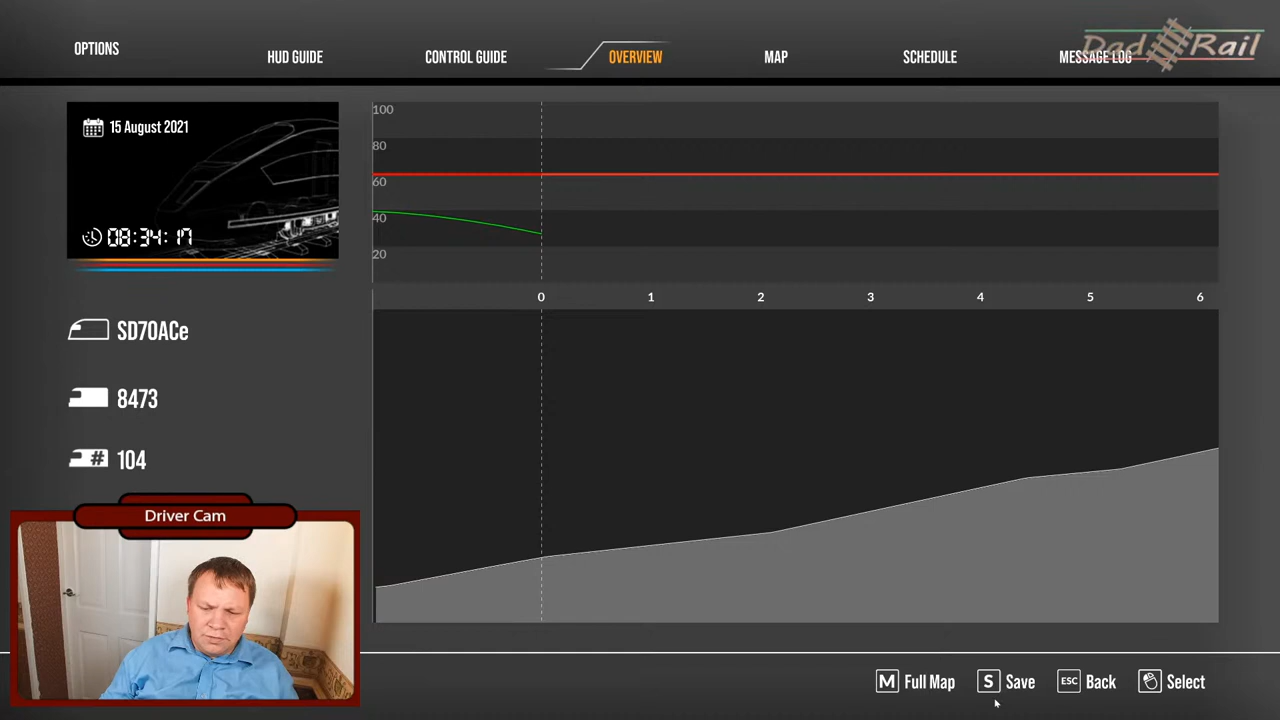 OPTIONS
HUD GUIDE
CONTROL GUIDE
OVERVIEW
MAP
SCHEDULE
MESSAGE LOG
Dad Rail
15 August 2021
08:34:17
SD70ACe
8473
# 104
100
80
60
40
20
0 1 2 3 4 5 6
Driver Cam
M Full Map
S Save
ESC Back
Select